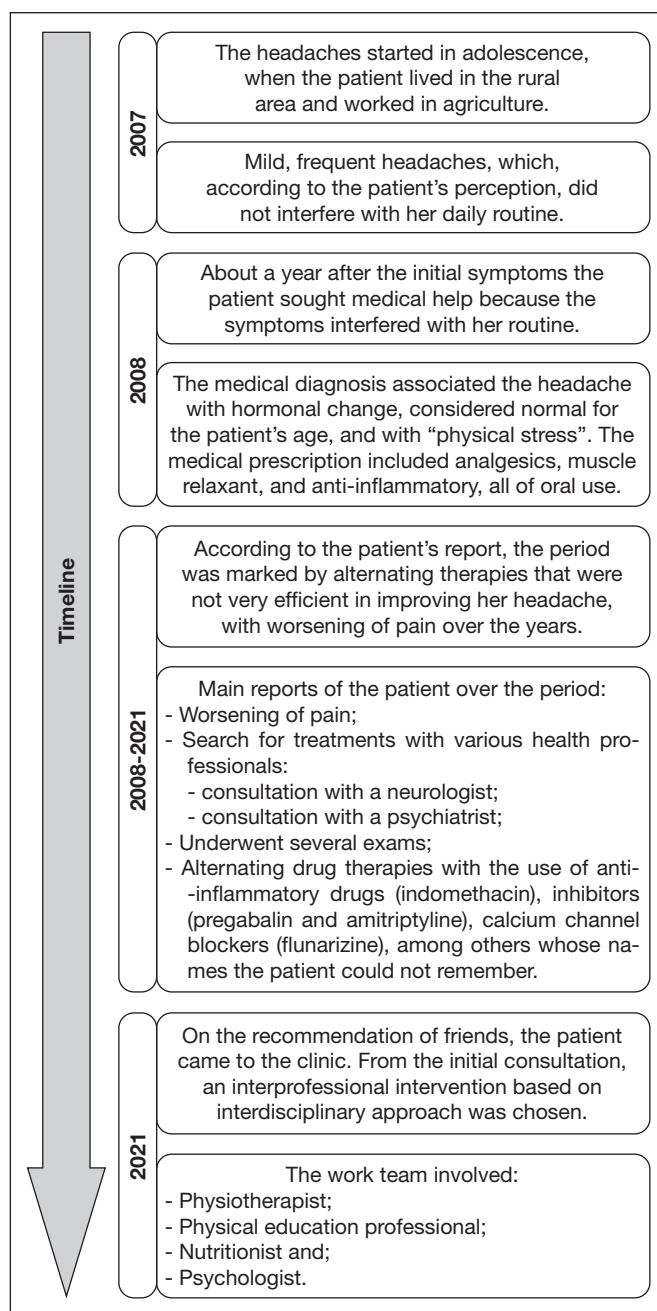 Timeline
2007
The headaches started in adolescence,
when the patient lived in the rural
area and worked in agriculture.
Mild, frequent headaches, which,
according to the patient's perception, did
not interfere with her daily routine.
2008
About a year after the initial symptoms the
patient sought medical help because the
symptoms interfered with her routine.
The medical diagnosis associated the headache
with hormonal change, considered normal for
the patient's age, and with “physical stress”. The
medical prescription included analgesics, muscle
relaxant, and anti-inflammatory, all of oral use.
2008-2021
According to the patient's report, the period
was marked by alternating therapies that were
not very efficient in improving her headache,
with worsening of pain over the years.
Main reports of the patient over the period:
- Worsening of pain;
- Search for treatments with various health pro-
fessionals:
- consultation with a neurologist;
- consultation with a psychiatrist;
- Underwent several exams;
- Alternating drug therapies with the use of anti-
-inflammatory drugs (indomethacin), inhibitors
(pregabalin and amitriptyline), calcium channel
blockers (flunarizine), among others whose na-
mes the patient could not remember.
2021
On the recommendation of friends, the patient
came to the clinic. From the initial consultation,
an interprofessional intervention based on
interdisciplinary approach was chosen.
The work team involved:
- Physiotherapist;
- Physical education professional;
- Nutritionist and;
- Psychologist.